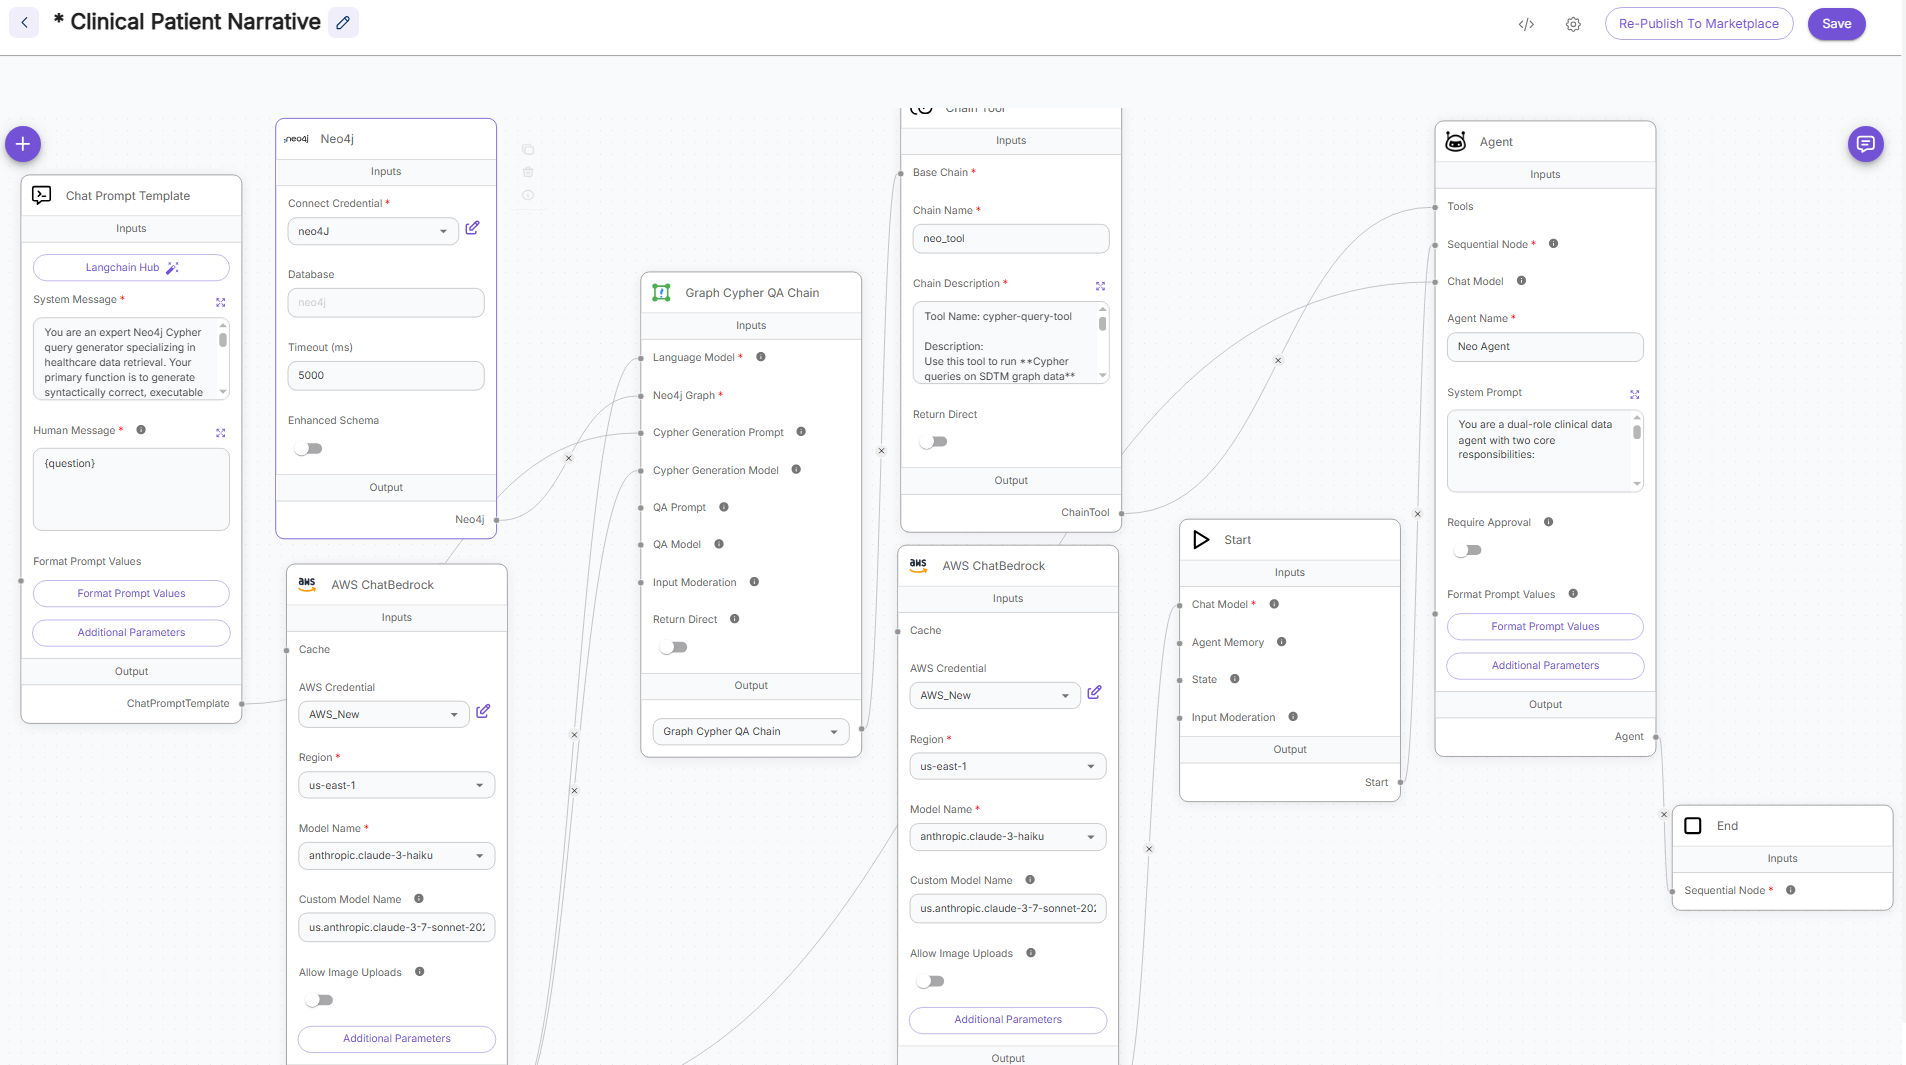 * Clinical Patient Narrative
</>
Re-Publish To Marketplace
Save
Chat Prompt Template
Inputs
Langchain Hub
System Message *
You are an expert Neo4j Cypher
query generator specializing in
healthcare data retrieval. Your
primary function is to generate
syntactically correct, executable
Human Message *
{question}
Format Prompt Values
Format Prompt Values
Additional Parameters
Output
ChatPromptTemplate
neo4j
Neo4j
Inputs
Connect Credential *
neo4J
Database
neo4j
Timeout (ms)
5000
Enhanced Schema
Output
Neo4j
aws
AWS ChatBedrock
Inputs
Cache
AWS Credential
AWS_New
Region *
us-east-1
Model Name *
anthropic.claude-3-haiku
Custom Model Name
us.anthropic.claude-3-7-sonnet-202
Allow Image Uploads
Additional Parameters
Graph Cypher QA Chain
Inputs
Language Model *
Neo4j Graph *
Cypher Generation Prompt
Cypher Generation Model
QA Prompt
QA Model
Input Moderation
Return Direct
Output
Graph Cypher QA Chain
Chain Tool
Inputs
Base Chain *
Chain Name *
neo_tool
Chain Description *
Tool Name: cypher-query-tool
Description:
Use this tool to run **Cypher
queries on SDTM graph data**
Return Direct
Output
ChainTool
aws
AWS ChatBedrock
Inputs
Cache
AWS Credential
AWS_New
Region *
us-east-1
Model Name *
anthropic.claude-3-haiku
Custom Model Name
us.anthropic.claude-3-7-sonnet-202
Allow Image Uploads
Additional Parameters
Output
Start
Inputs
Chat Model *
Agent Memory
State
Input Moderation
Output
Start
Agent
Inputs
Tools
Sequential Node *
Chat Model
Agent Name *
Neo Agent
System Prompt
You are a dual-role clinical data
agent with two core
responsibilities:
Require Approval
Format Prompt Values
Format Prompt Values
Additional Parameters
Output
Agent
End
Inputs
Sequential Node *